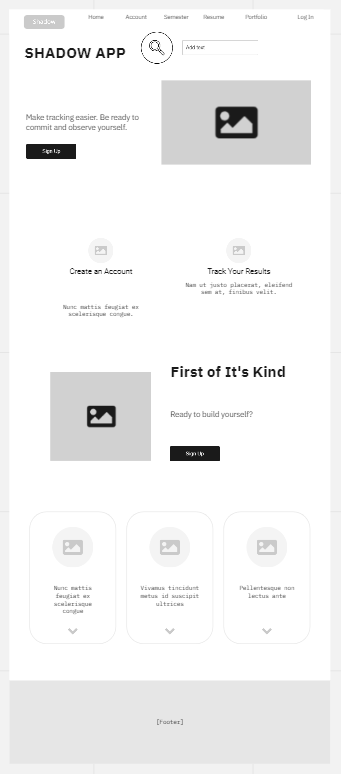 Shadow
Home
Account
Semester
Resume
Portfolio
Log In
SHADOW APP
Add text
Make tracking easier. Be ready to
commit and observe yourself.
Sign Up
Create an Account
Nunc mattis feugiat ex
scelerisque congue.
Track Your Results
Nam ut justo placerat, eleifend
sem at, finibus velit.
First of It's Kind
Ready to build yourself?
Sign Up
Nunc mattis
feugiat ex
scelerisque
congue
Vivamus tincidunt
metus id suscipit
ultrices
Pellentesque non
lectus ante
[Footer]